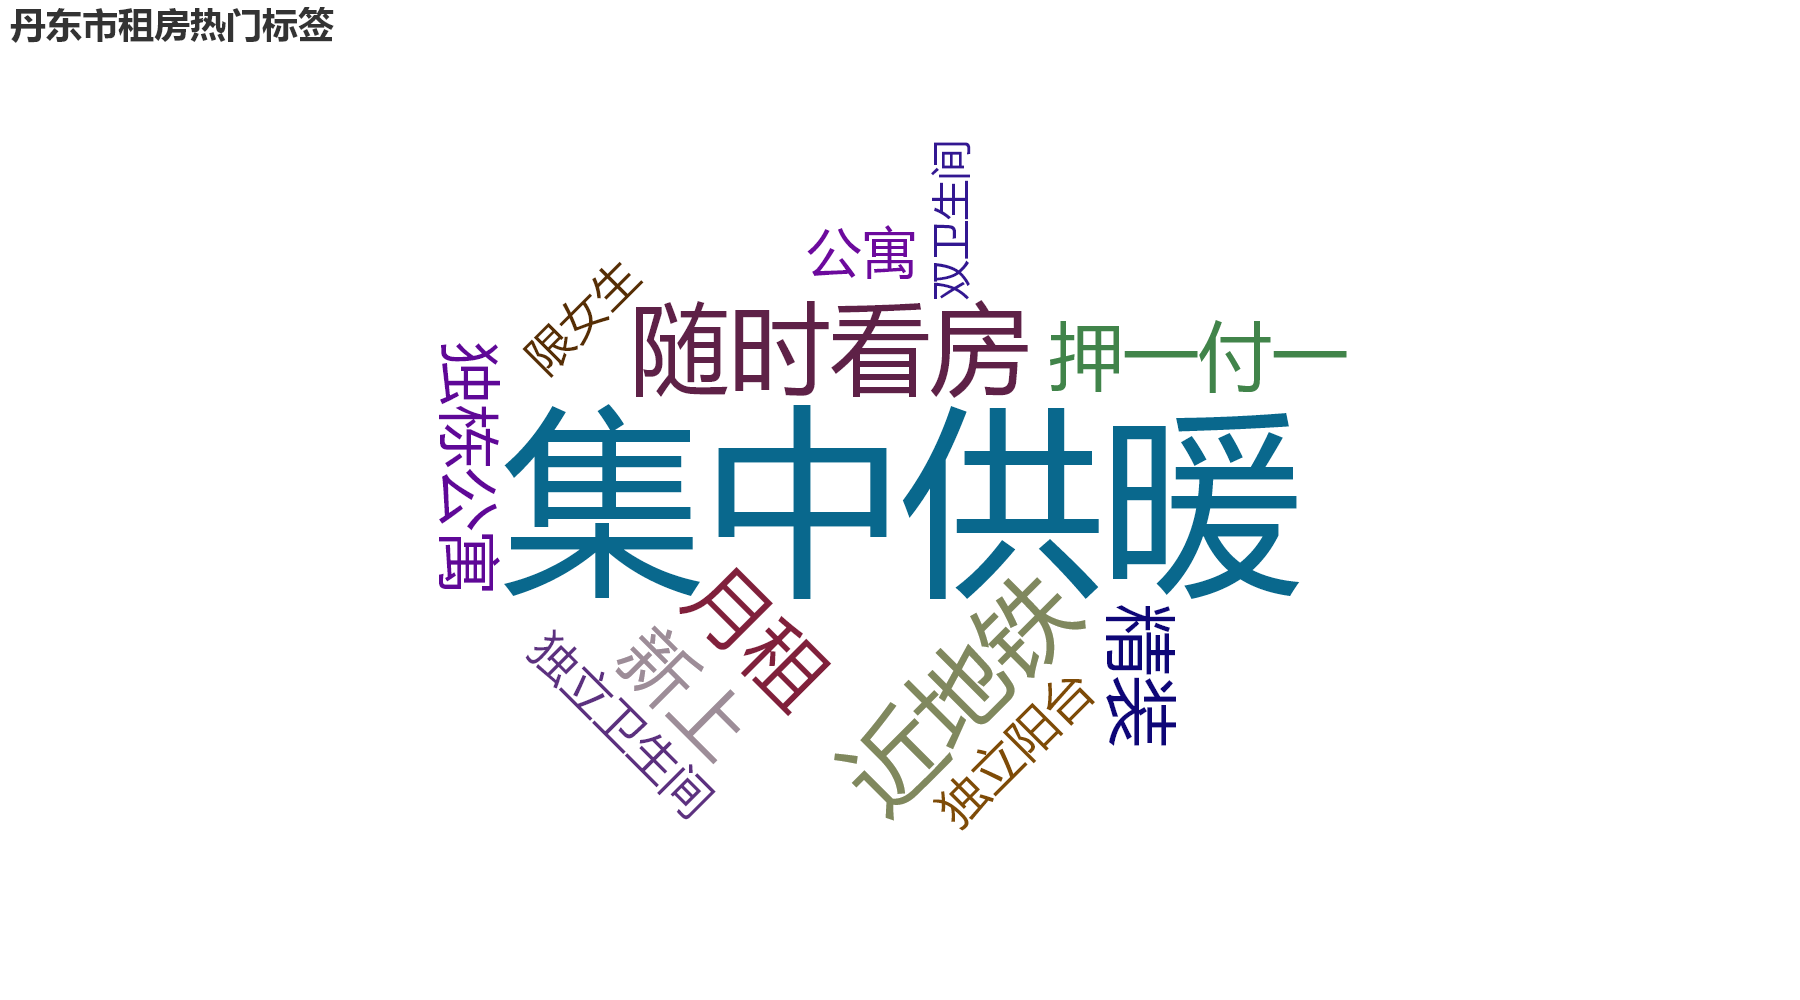 丹东市租房热门标签
双卫生间
公寓
限女生
随时看房
押一付一
独栋公寓
集中供暖
月租
新上
独立卫生间
近地铁
独立阳台
精装